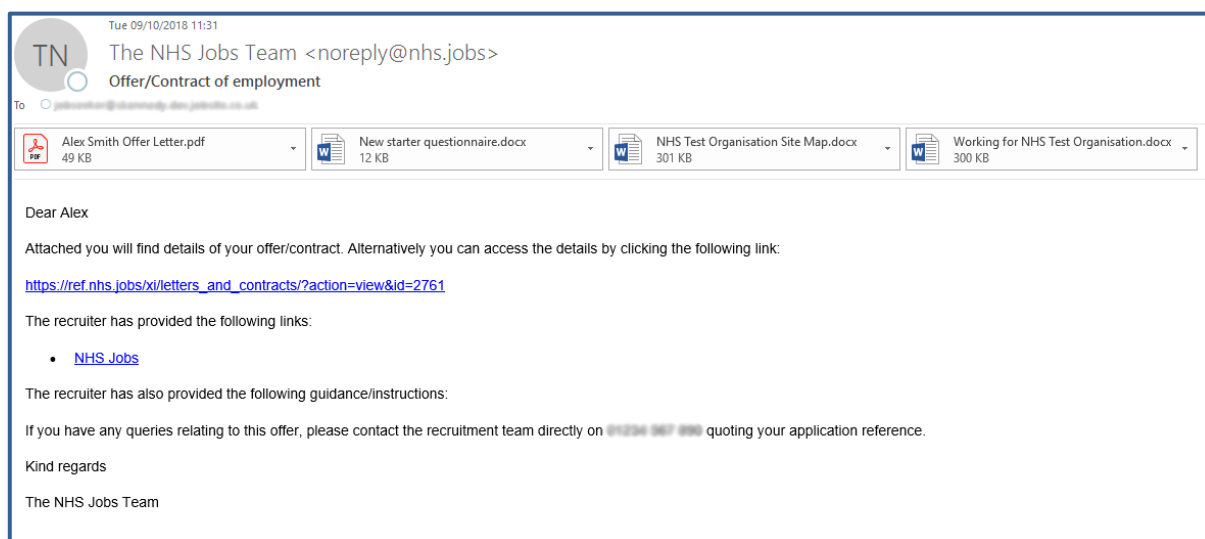 Tue 09/10/2018 11:31
TN
The NHS Jobs Team <noreply@nhs.jobs>
Offer/Contract of employment
To
Alex Smith Offer Letter.pdf
49 KB
New starter questionnaire.docx
12 KB
NHS Test Organisation Site Map.docx
301 KB
Working for NHS Test Organisation.docx
300 KB
PDF
Dear Alex
Attached you will find details of your offer/contract. Alternatively you can access the details by clicking the following link:
https://ref.nhs.jobs/xi/letters_and_contracts/?action=view&id=2761
The recruiter has provided the following links:
• NHS Jobs
The recruiter has also provided the following guidance/instructions:
If you have any queries relating to this offer, please contact the recruitment team directly on quoting your application reference.
Kind regards
The NHS Jobs Team